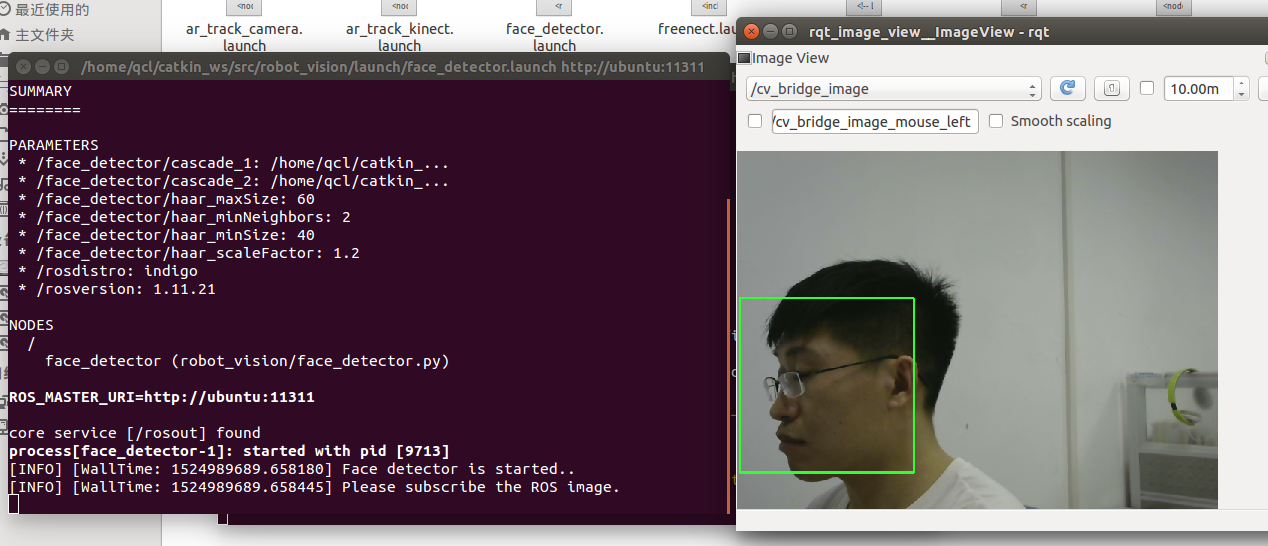 最近使用的
主文件夹
ar_track_camera.
launch
ar_track_kinect.
launch
face_detector.
launch
rqt_image_view__ImageView - rqt
Image View
/cv_bridge_image
10.00m
/cv_bridge_image_mouse_left
Smooth scaling
/home/qcl/catkin_ws/src/robot_vision/launch/face_detector.launch http://ubuntu:11311
SUMMARY
========
PARAMETERS
* /face_detector/cascade_1: /home/qcl/catkin_...
* /face_detector/cascade_2: /home/qcl/catkin_...
* /face_detector/haar_maxSize: 60
* /face_detector/haar_minNeighbors: 2
* /face_detector/haar_minSize: 40
* /face_detector/haar_scaleFactor: 1.2
* /rosdistro: indigo
* /rosversion: 1.11.21
NODES
/
face_detector (robot_vision/face_detector.py)
ROS_MASTER_URI=http://ubuntu:11311
core service [/rosout] found
process[face_detector-1]: started with pid [9713]
[INFO] [WallTime: 1524989689.658180] Face detector is started..
[INFO] [WallTime: 1524989689.658445] Please subscribe the ROS image.